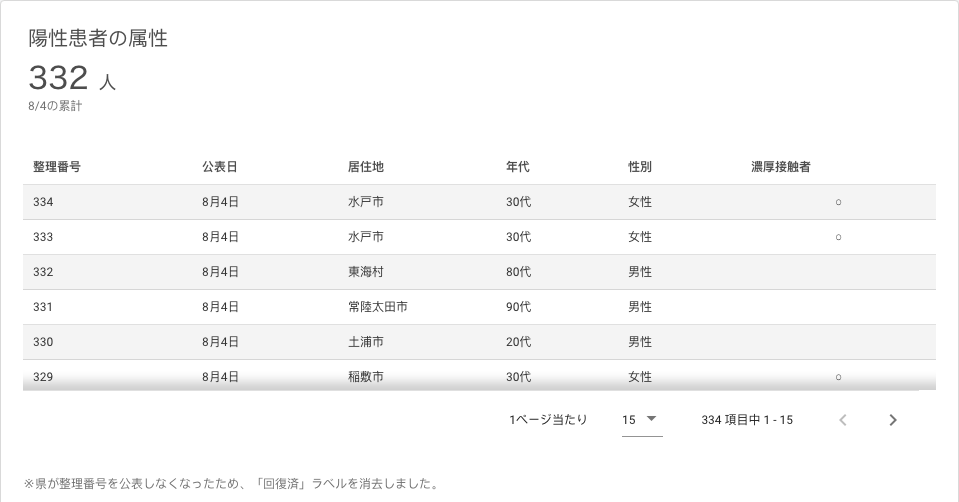 陽性患者の属性
332 人
8/4の累計
整理番号 公表日 居住地 年代 性別 濃厚接触者
334 8月4日 水戸市 30代 女性 ○
333 8月4日 水戸市 30代 女性 ○
332 8月4日 東海村 80代 男性
331 8月4日 常陸太田市 90代 男性
330 8月4日 土浦市 20代 男性
329 8月4日 稲敷市 30代 女性 ○
1ページ当たり 15 334 項目中 1 - 15
※県が整理番号を公表しなくなったため、「回復済」ラベルを消去しました。